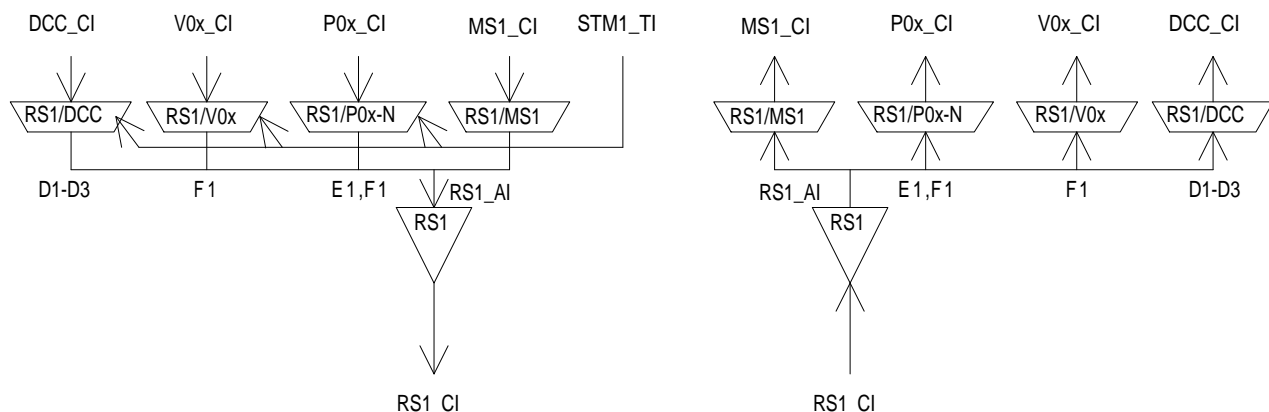 DCC_CI V0x_CI P0x_CI MS1_CI STM1_TI MS1_CI P0x_CI V0x_CI DCC_CI
RS1/DCC RS1/V0x RS1/P0x-N RS1/MS1 RS1/MS1 RS1/P0x-N RS1/V0x RS1/DCC
D1-D3 F1 E1,F1 RS1_AI RS1_AI E1,F1 F1 D1-D3
RS1 RS1
RS1_CI RS1_CI